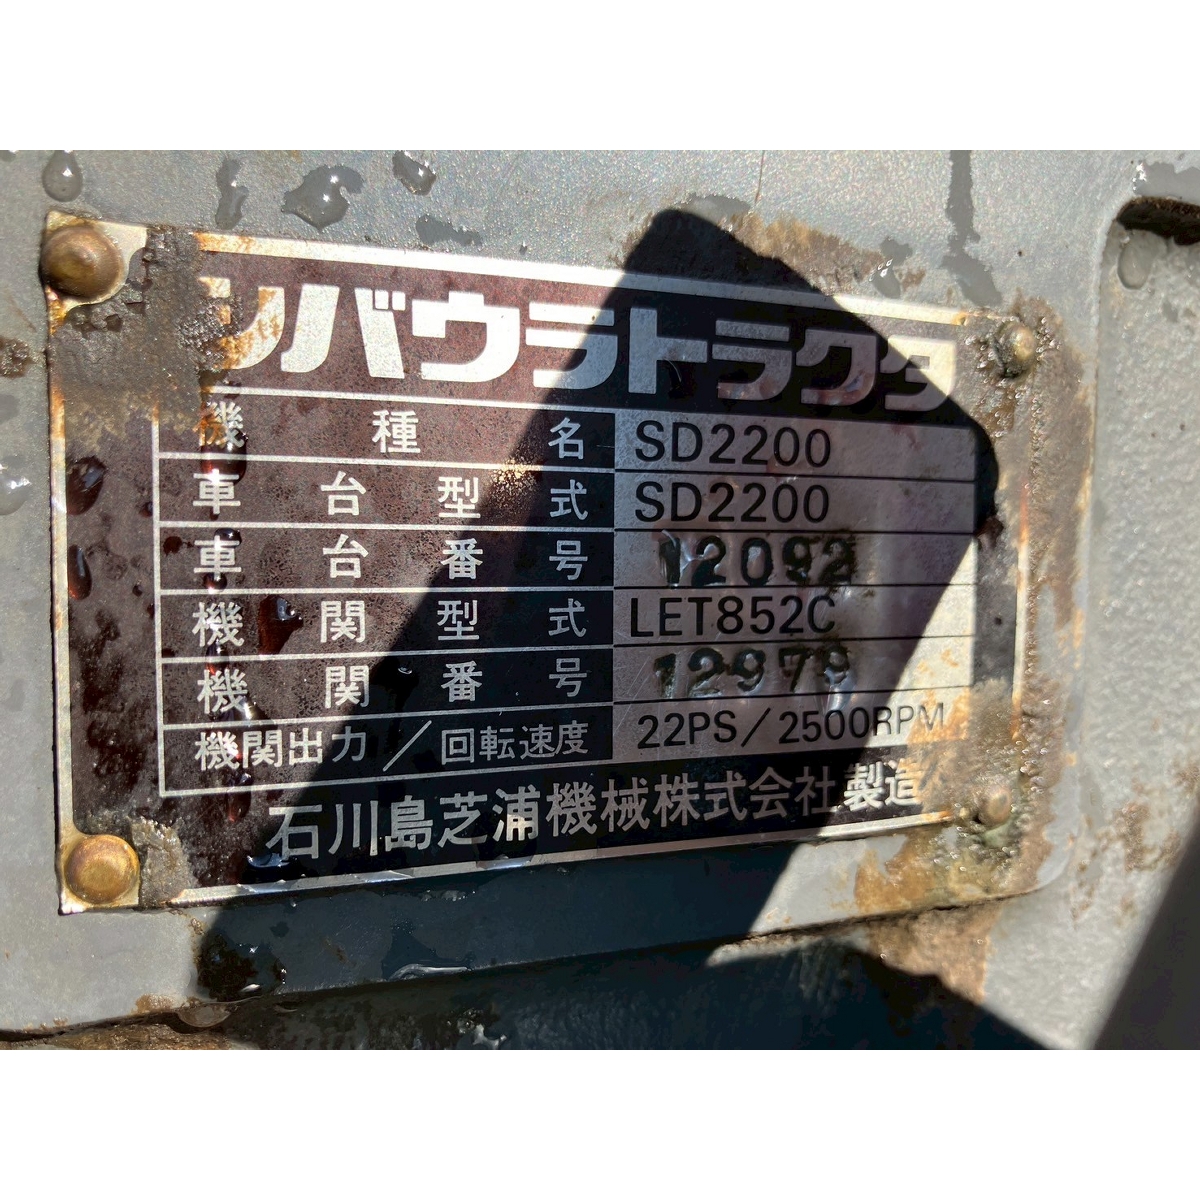 シバウラトラクタ
機種名 SD2200
車台型式 SD2200
車台番号 12092
機関型式 LET852C
機関番号 12979
機関出力/回転速度 22PS/2500RPM
石川島芝浦機械株式会社製造